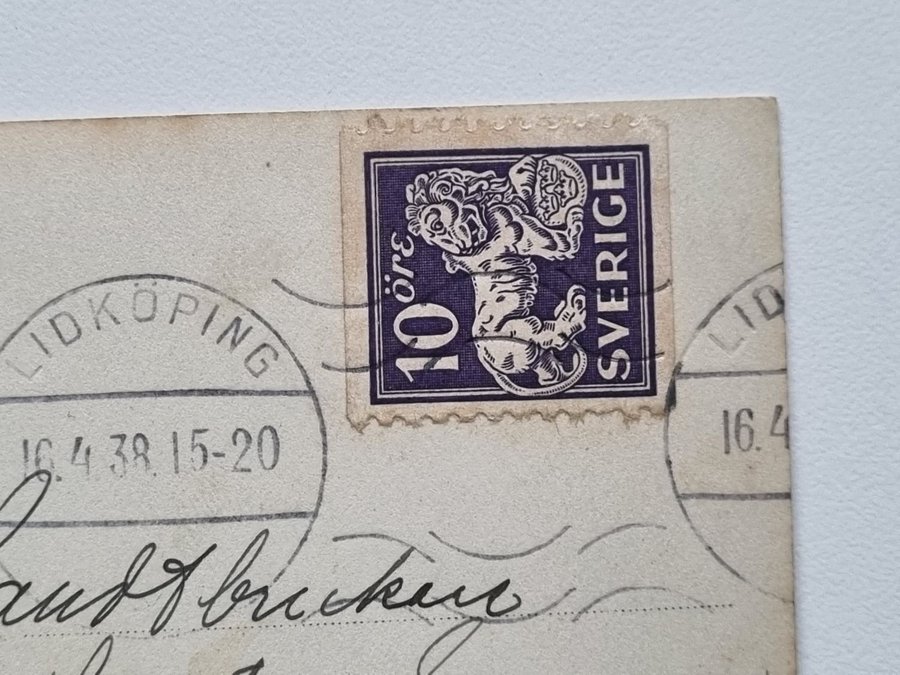 10 öre
SVERIGE
LIDKÖPING
16.4.38.15-20
LID
16.4